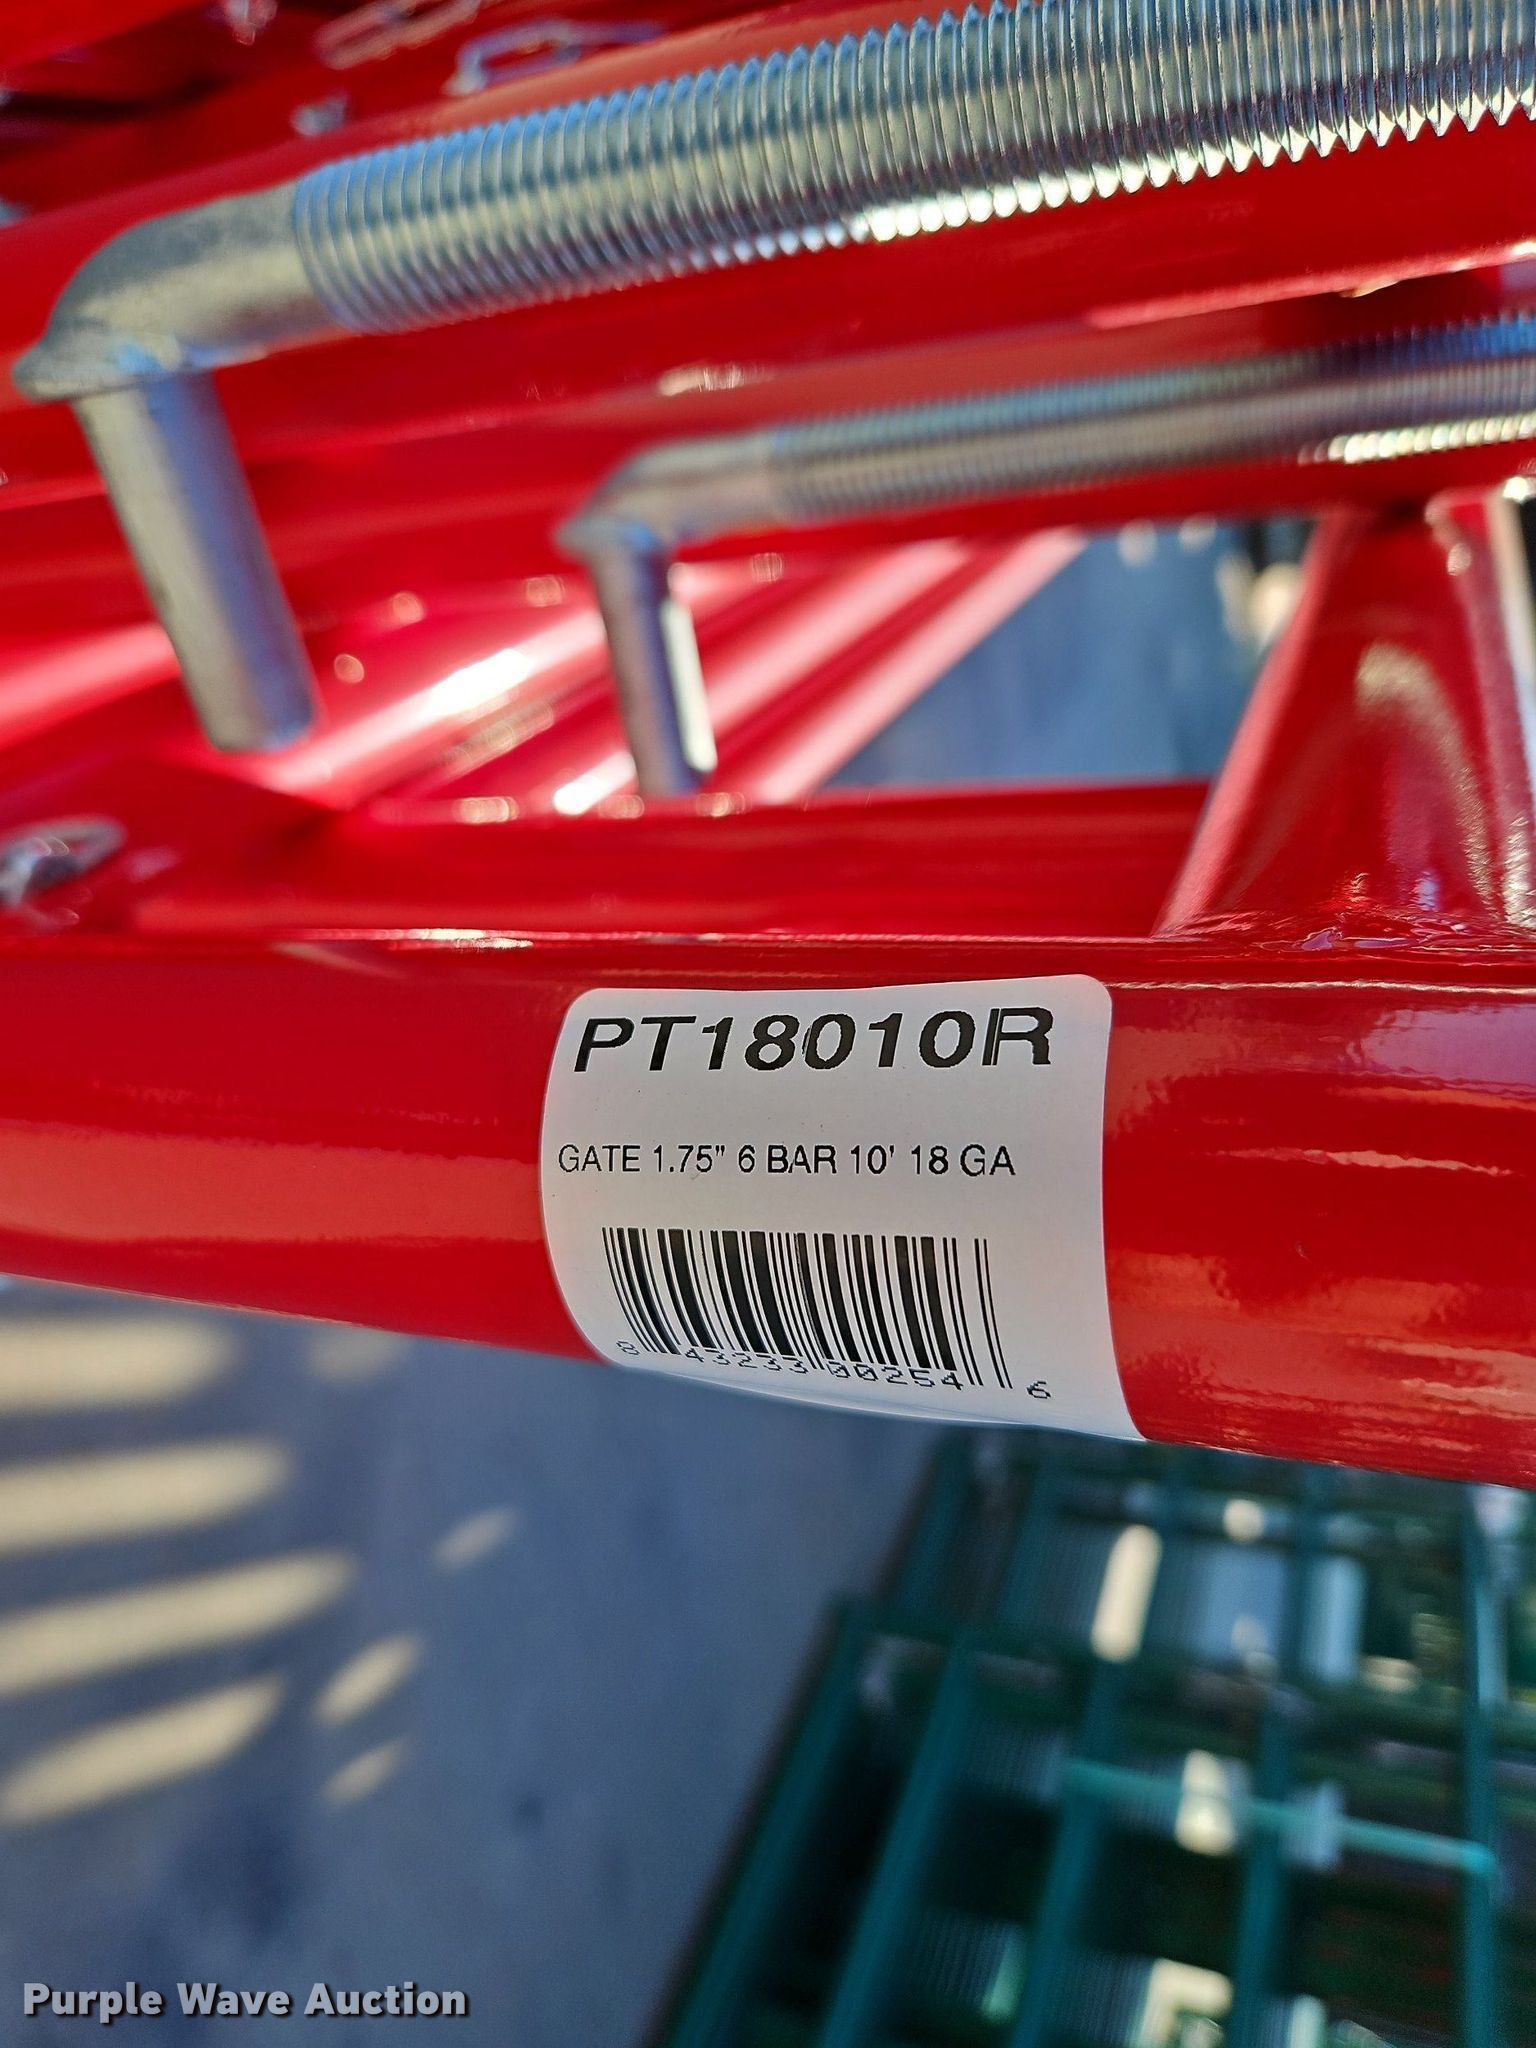 PT18010R
GATE 1.75" 6 BAR 10' 18 GA
8 43233 00254 6
Purple Wave Auction